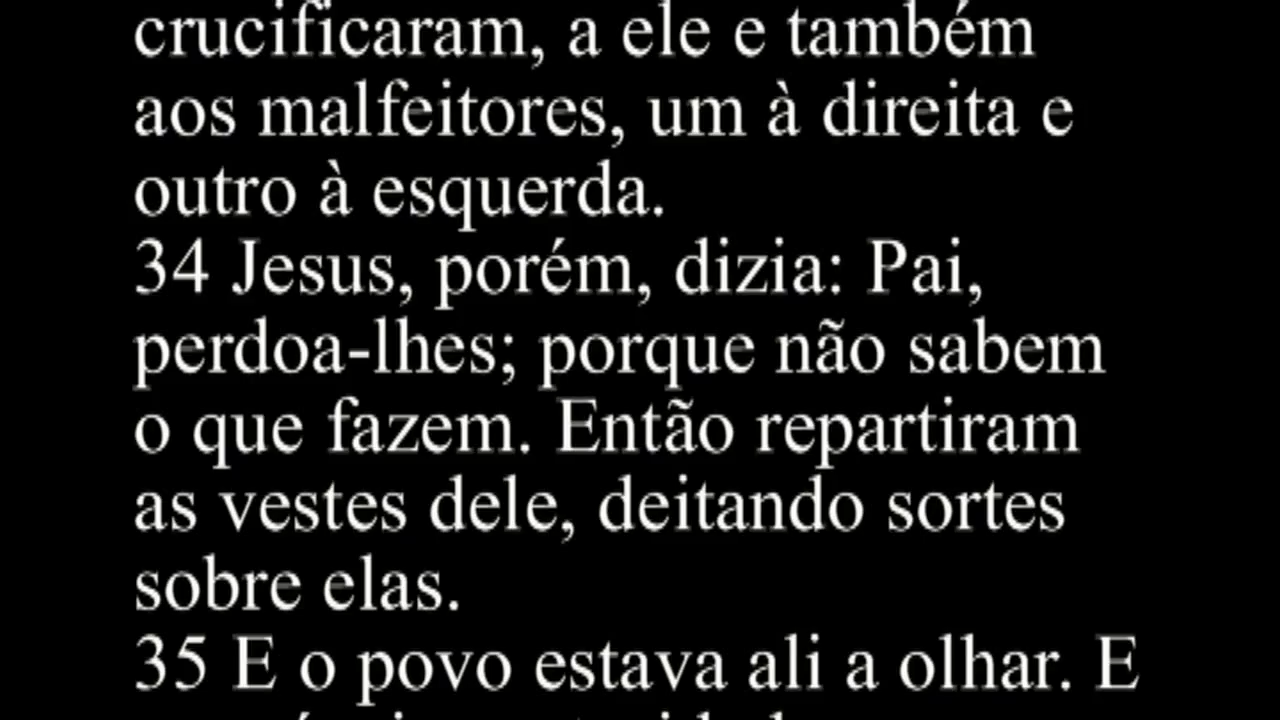 crucificaram, a ele e também
aos malfeitores, um à direita e
outro à esquerda.
34 Jesus, porém, dizia: Pai,
perdoa-lhes; porque não sabem
o que fazem. Então repartiram
as vestes dele, deitando sortes
sobre elas.
35 E o povo estava ali a olhar. E